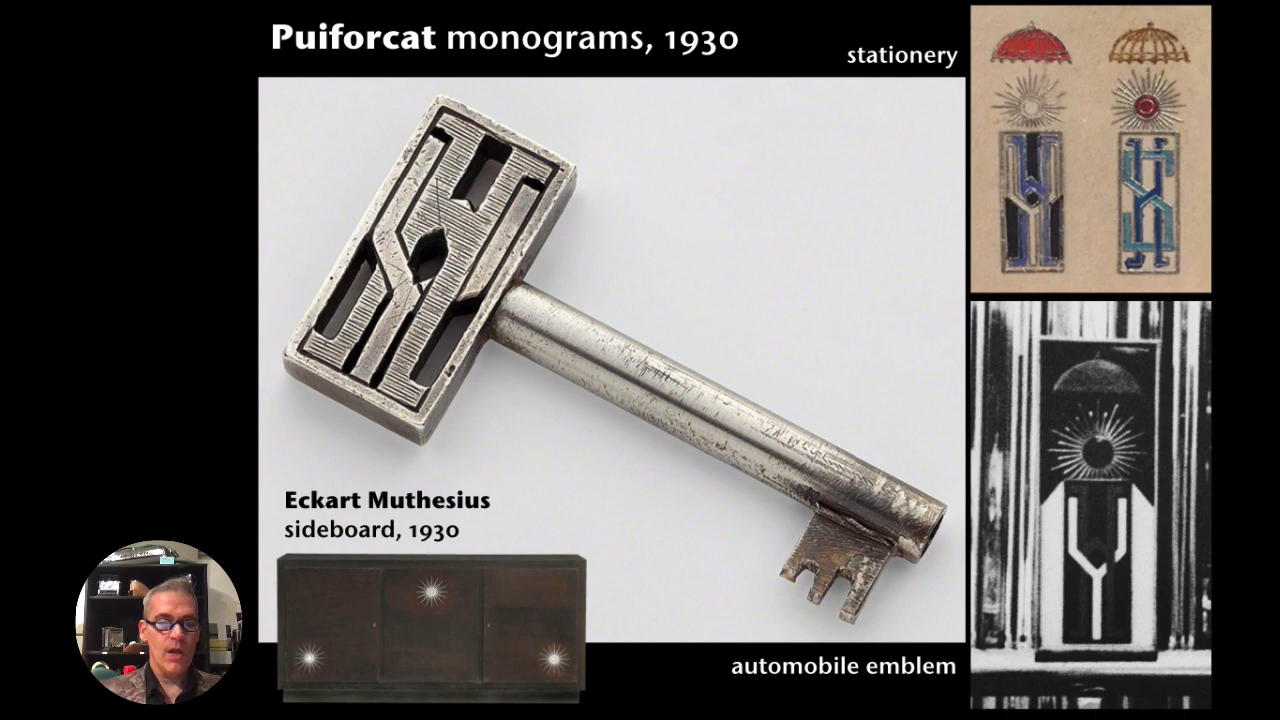 Puiforcat monograms, 1930
stationery
Eckart Muthesius
sideboard, 1930
automobile emblem